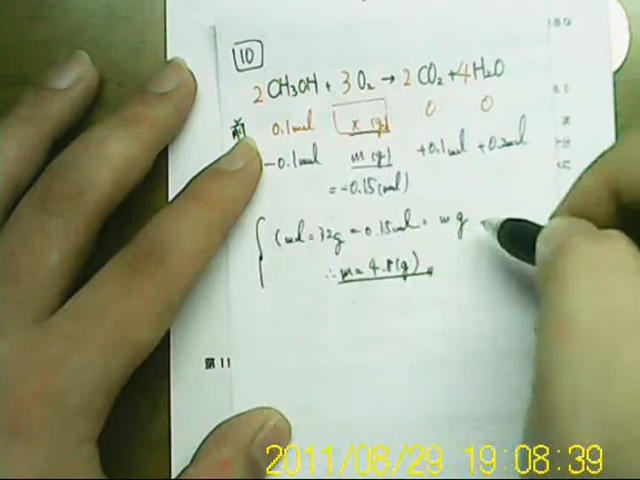 10
2CH3OH + 3O2 → 2CO2 + 4H2O
前 0.1mol x (g) 0 0
-0.1mol m (g) +0.1mol +0.2mol
= -0.15(mol)
1mol = 32g = 0.15mol = m g
∴ m = 4.8(g)
第11
2011/08/29 19:08:39